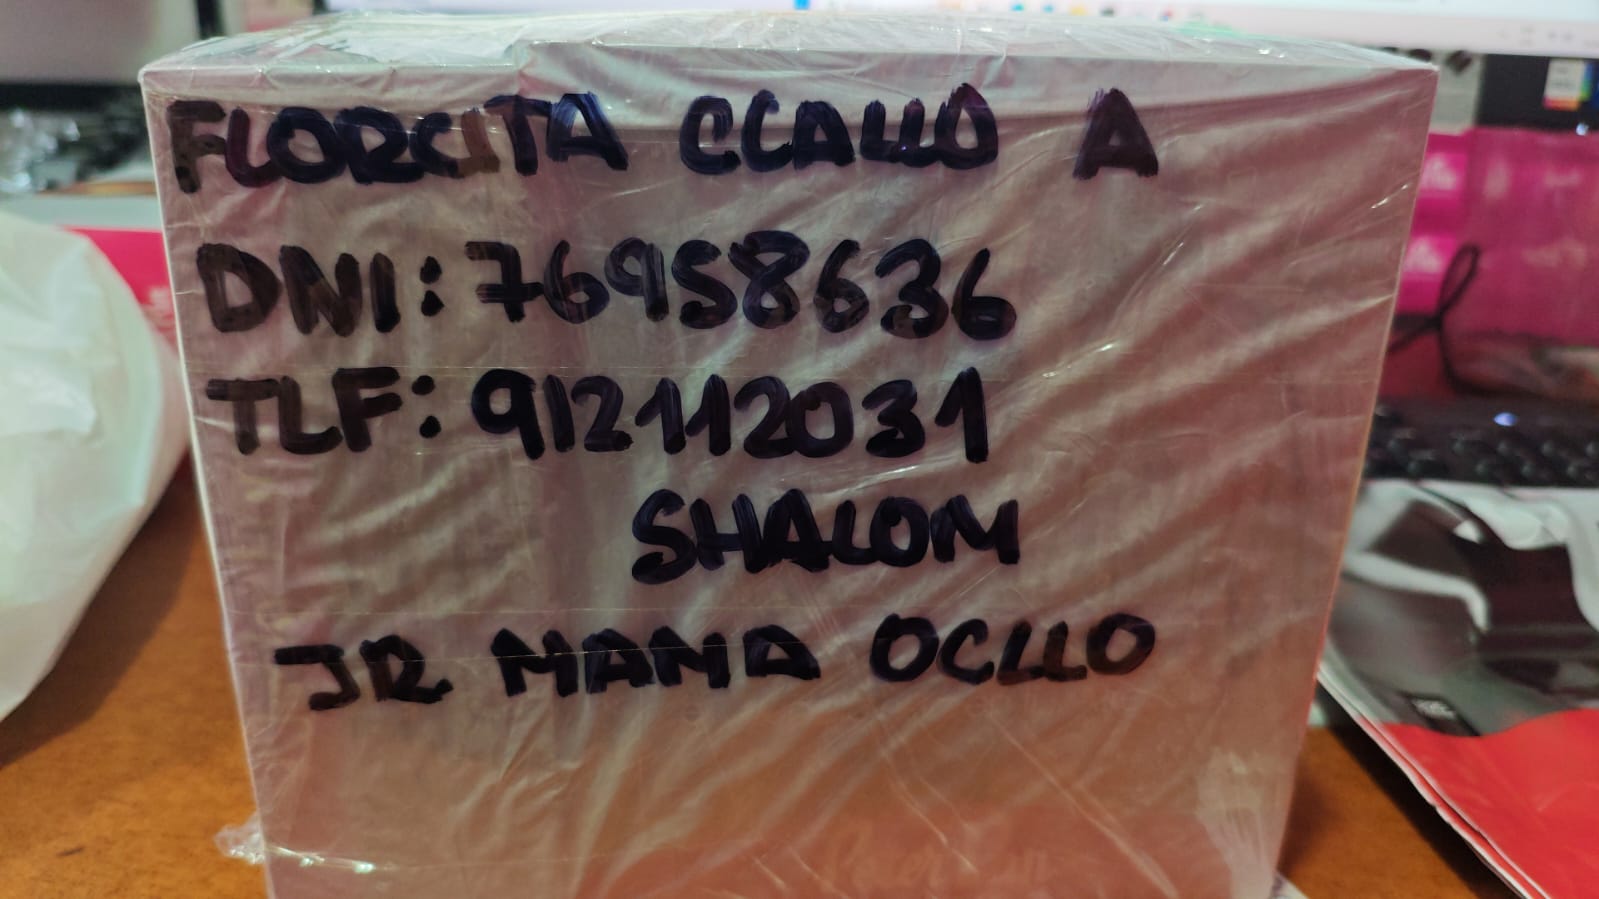 FLORCITA CCALLO A
DNI: 76958636
TLF: 912112031
SHALOM
JR MAMA OCLLO